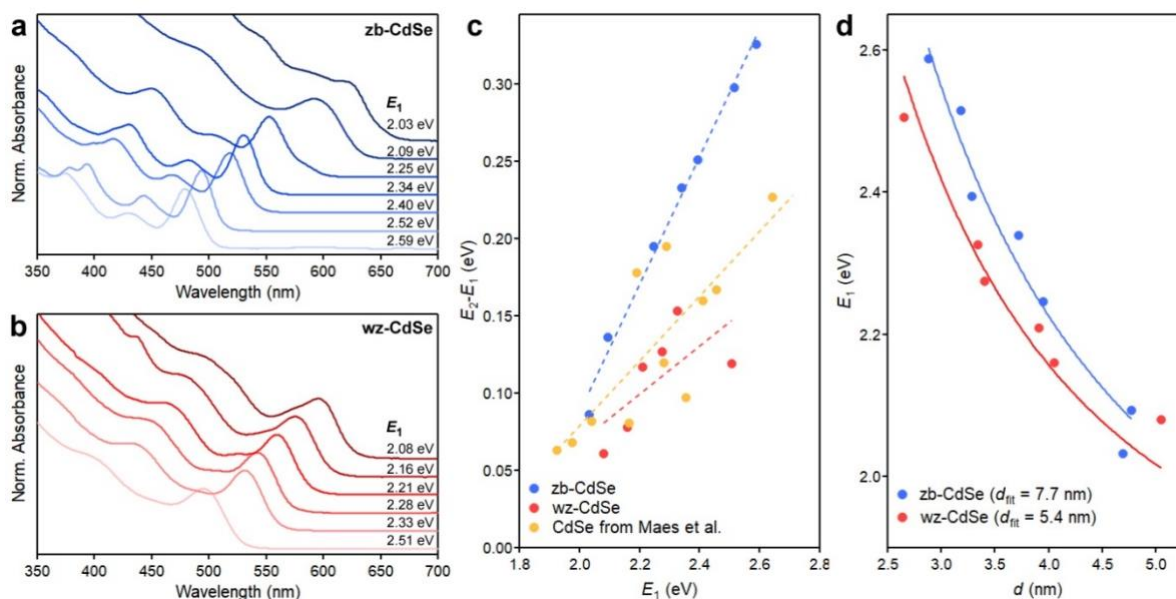 a
zb-CdSe
Norm. Absorbance
E1
2.03 eV
2.09 eV
2.25 eV
2.34 eV
2.40 eV
2.52 eV
2.59 eV
350 400 450 500 550 600 650 700
Wavelength (nm)
b
wz-CdSe
Norm. Absorbance
E1
2.08 eV
2.16 eV
2.21 eV
2.28 eV
2.33 eV
2.51 eV
350 400 450 500 550 600 650 700
Wavelength (nm)
c
E2-E1 (eV)
0.30
0.25
0.20
0.15
0.10
0.05
0.00
zb-CdSe
wz-CdSe
CdSe from Maes et al.
1.8 2.0 2.2 2.4 2.6 2.8
E1 (eV)
d
E1 (eV)
2.6
2.4
2.2
2.0
zb-CdSe (dfit = 7.7 nm)
wz-CdSe (dfit = 5.4 nm)
2.5 3.0 3.5 4.0 4.5 5.0
d (nm)